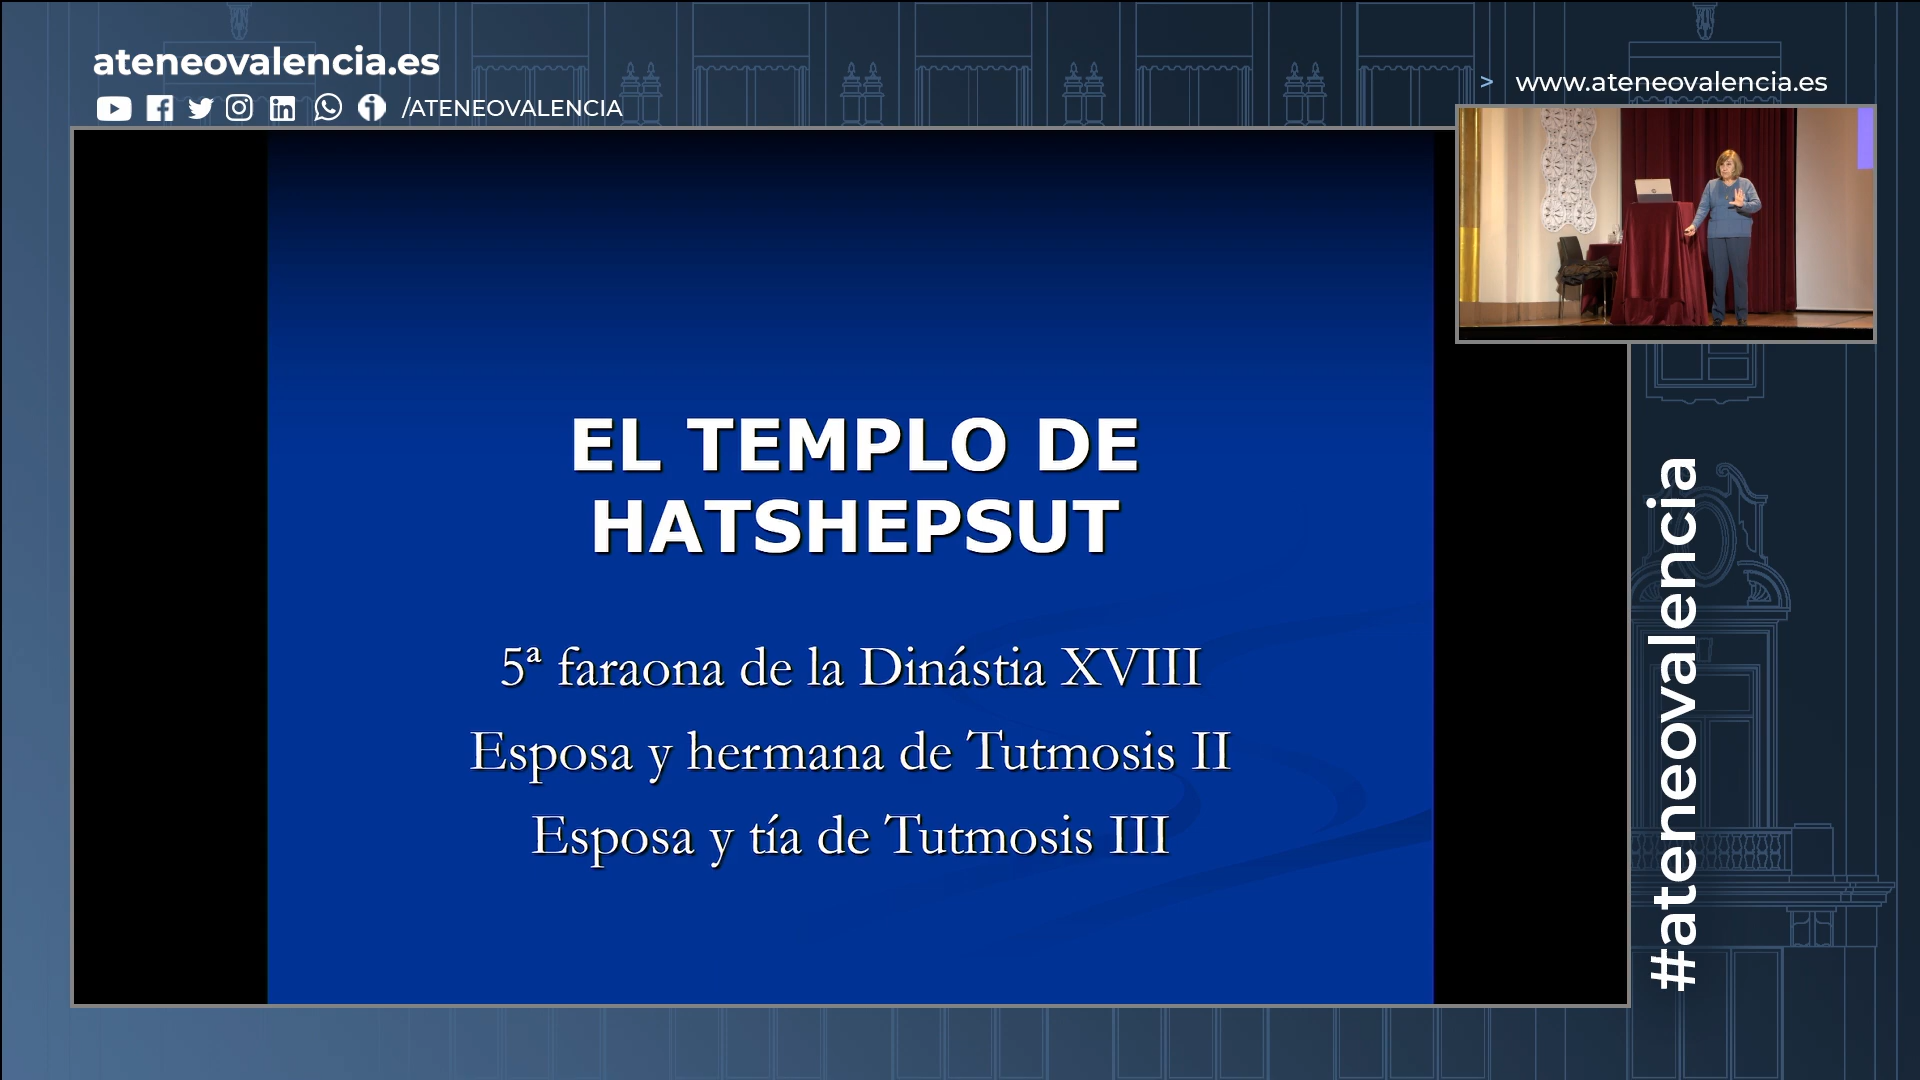 ateneovalencia.es
/ATENEOVALENCIA
> www.ateneovalencia.es
EL TEMPLO DE
HATSHEPSUT
5ª faraona de la Dinástia XVIII
Esposa y hermana de Tutmosis II
Esposa y tía de Tutmosis III
#ateneovalencia